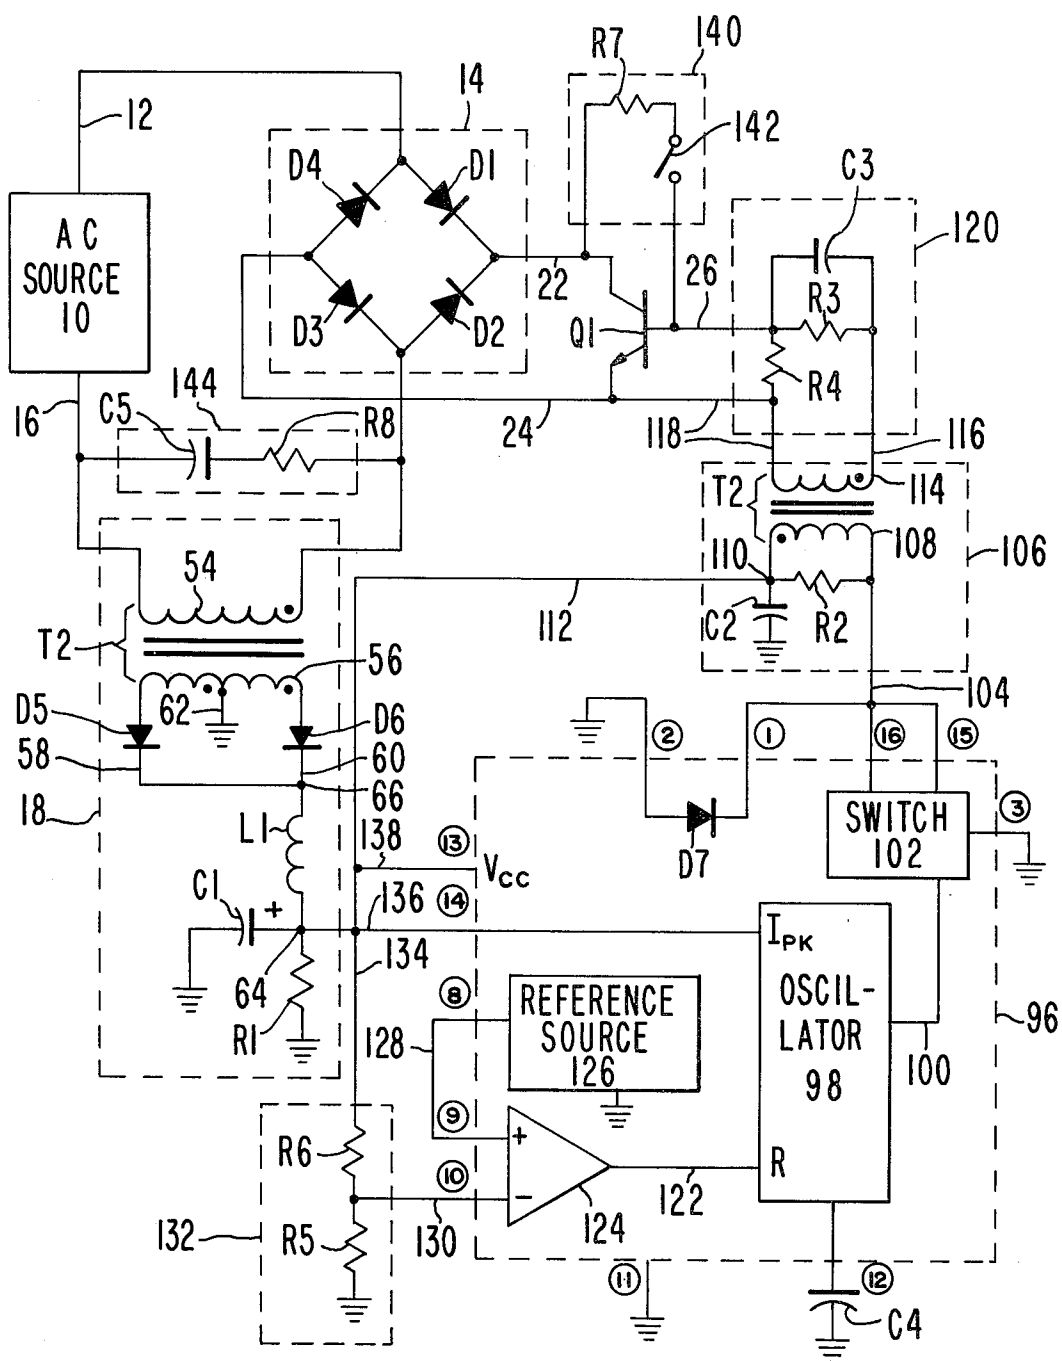 140
R7
14
12
142
D4
D1
C3
AC
SOURCE
10
120
22
26
R3
D3
D2
Q1
R4
16
C5
144
R8
24
118
116
T2
114
54
110
108
106
T2
56
C2
R2
112
62
104
D5
D6
2
1
16
15
58
60
66
18
L1
138
13
SWITCH
102
3
D7
VCC
C1
+
136
14
IPK
134
64
OSCIL-
LATOR
98
8
REFERENCE
SOURCE
126
96
R1
128
100
9
+
R6
10
R
122
−
124
132
R5
130
11
12
C4